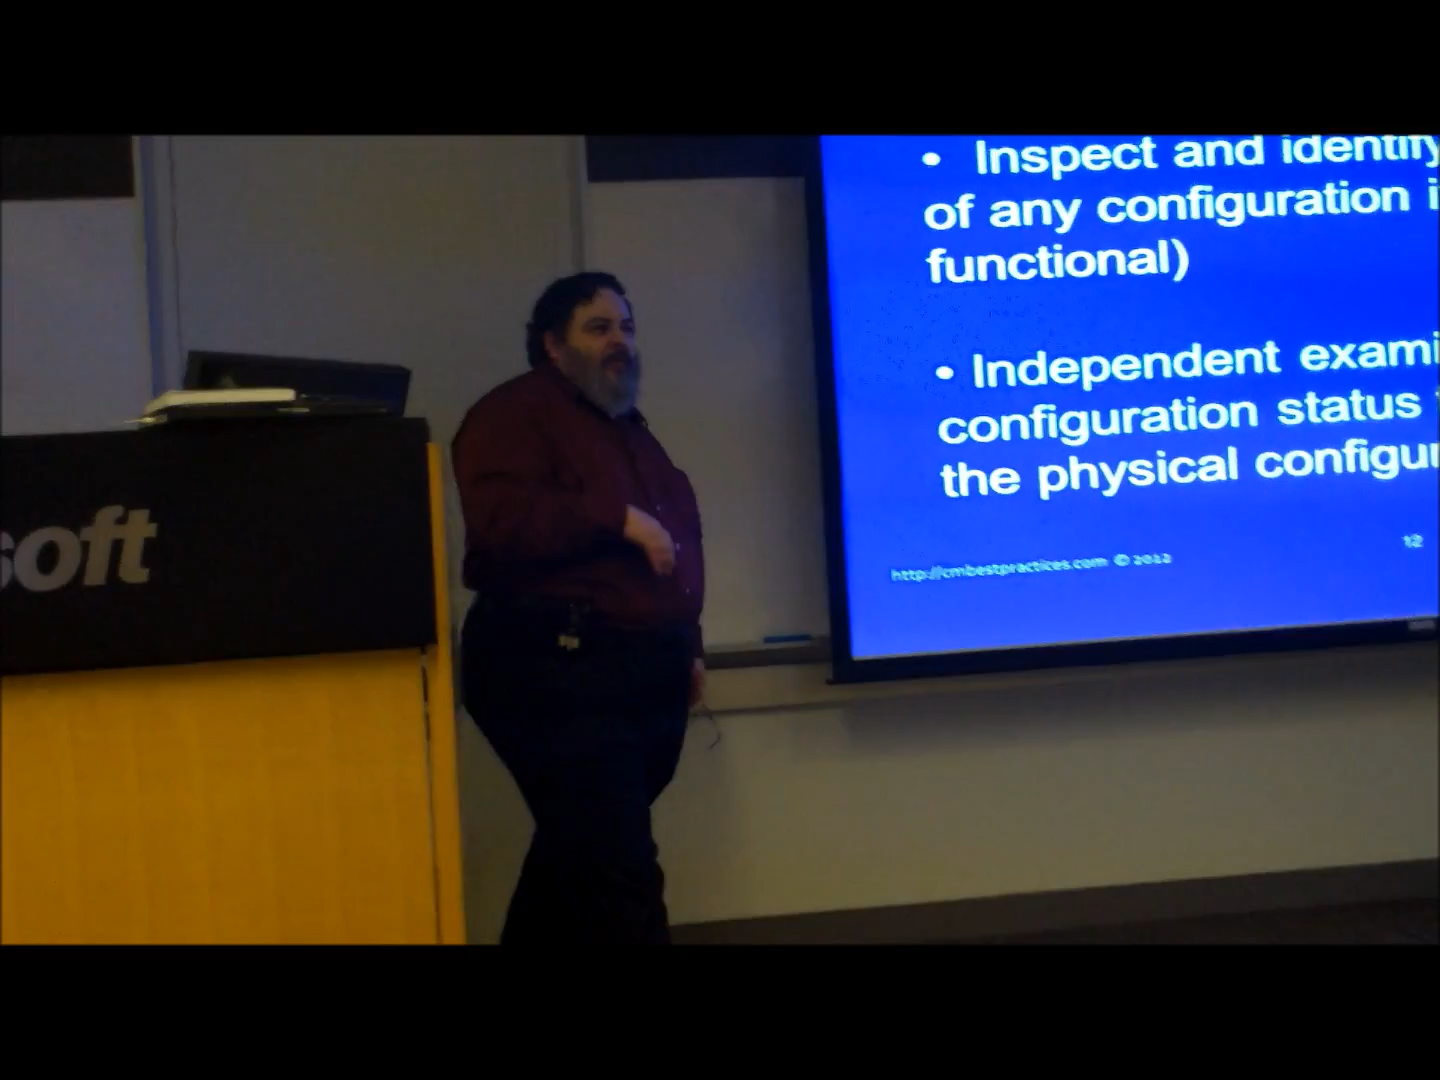 soft
• Inspect and identify
of any configuration
functional)
• Independent exami
configuration status
the physical configur
12
http://cmbestpractices.com © 2012